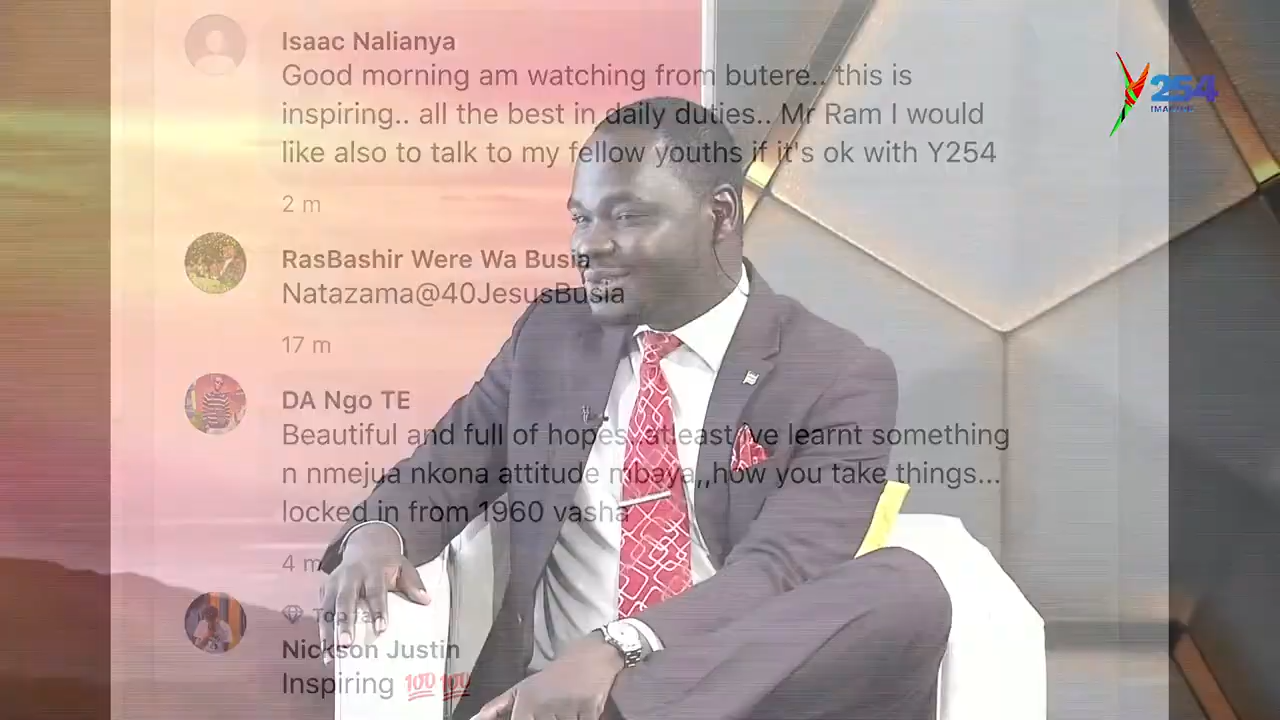 Isaac Nalianya
Good morning am watching from butere.. this is
inspiring.. all the best in daily duties.. Mr Ram I would
like also to talk to my fellow youths if it's ok with Y254
2 m
RasBashir Were Wa Busia
Natazama@40JesusBusia
17 m
DA Ngo TE
Beautiful and full of hopes, atleast ve learnt something
n nmejua nkona attitude mbaya,,how you take things...
locked in from 1960 vasha
4 m
Top fan
Nickson Justin
Inspiring 💯💯
Y254